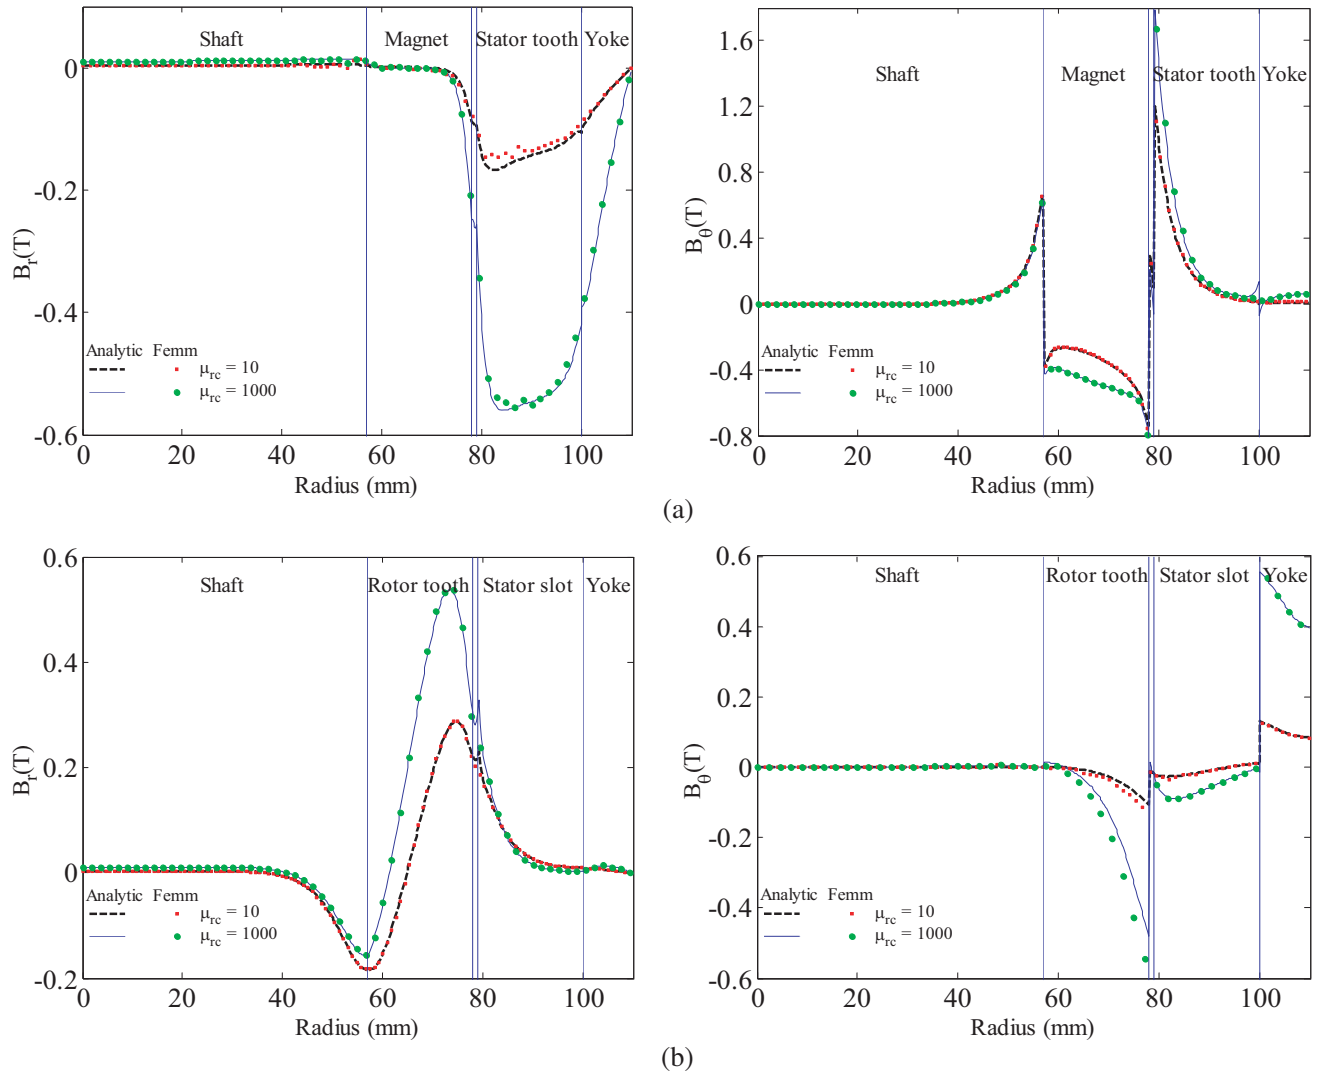 Shaft Magnet Stator tooth Yoke
0
-0.2
-0.4
-0.6
B_r(T)
Analytic Femm
μ_rc = 10
μ_rc = 1000
0 20 40 60 80 100
Radius (mm)
1.6
1.2
0.8
0.4
0
-0.4
-0.8
Shaft Magnet Stator tooth Yoke
B_θ(T)
Analytic Femm
μ_rc = 10
μ_rc = 1000
0 20 40 60 80 100
Radius (mm)
(a)
0.6
0.4
0.2
0
-0.2
Shaft Rotor tooth Stator slot Yoke
B_r(T)
Analytic Femm
μ_rc = 10
μ_rc = 1000
0 20 40 60 80 100
Radius (mm)
0.6
0.4
0.2
0
-0.2
-0.4
-0.6
Shaft Rotor tooth Stator slot Yoke
B_θ(T)
Analytic Femm
μ_rc = 10
μ_rc = 1000
0 20 40 60 80 100
Radius (mm)
(b)